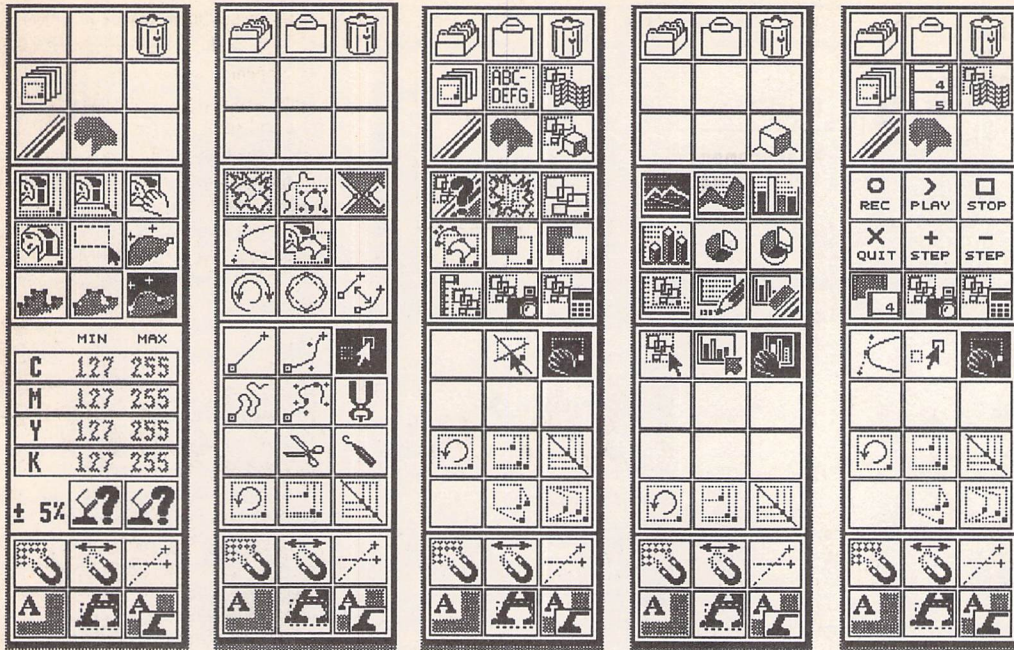 ABC-
DEFG
4
5
REC PLAY STOP
QUIT STEP STEP
4
MIN MAX
C 127 255
M 127 255
Y 127 255
K 127 255
± 5% ? ?
A A A
A A A
A A A
A A A
A A A